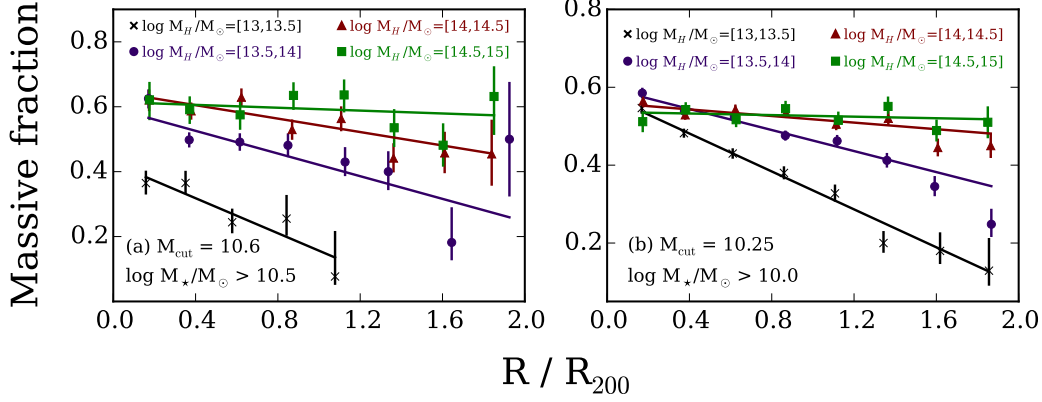 Massive fraction
0.8
0.6
0.4
0.2
× log M_H/M_☉=[13,13.5]
▲ log M_H/M_☉=[14,14.5]
● log M_H/M_☉=[13.5,14]
■ log M_H/M_☉=[14.5,15]
(a) M_cut = 10.6
log M_★/M_☉ > 10.5
0.0 0.4 0.8 1.2 1.6 2.0
0.8
0.6
0.4
0.2
× log M_H/M_☉=[13,13.5]
▲ log M_H/M_☉=[14,14.5]
● log M_H/M_☉=[13.5,14]
■ log M_H/M_☉=[14.5,15]
(b) M_cut = 10.25
log M_★/M_☉ > 10.0
0.0 0.4 0.8 1.2 1.6 2.0
R / R_200